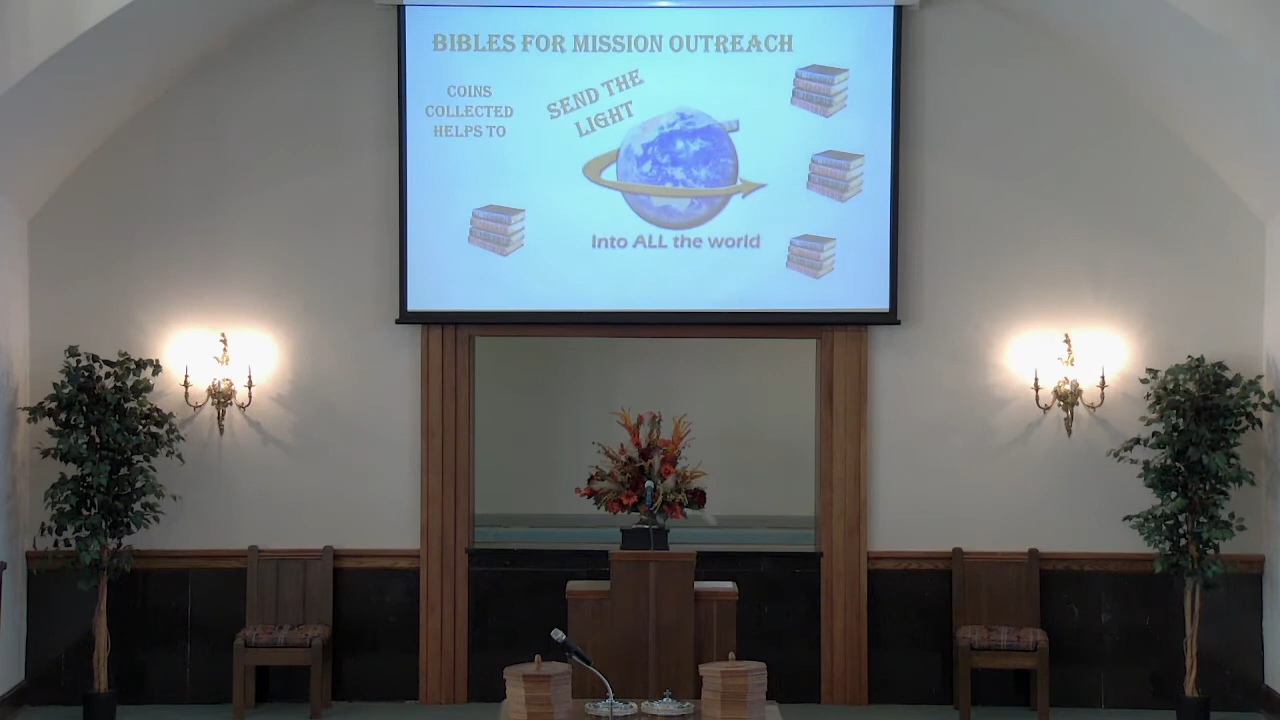 BIBLES FOR MISSION OUTREACH
COINS
COLLECTED
HELPS TO
SEND THE
LIGHT
Into ALL the world